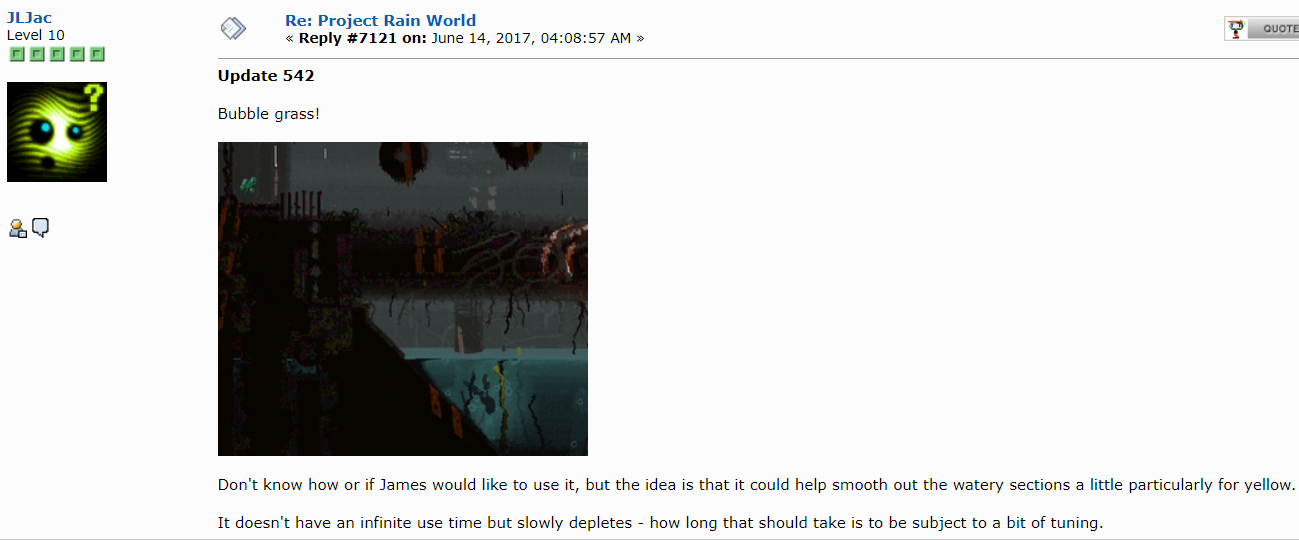 JLJac
Level 10
Re: Project Rain World
« Reply #7121 on: June 14, 2017, 04:08:57 AM »
QUOTE
Update 542
Bubble grass!
Don't know how or if James would like to use it, but the idea is that it could help smooth out the watery sections a little particularly for yellow.
It doesn't have an infinite use time but slowly depletes - how long that should take is to be subject to a bit of tuning.